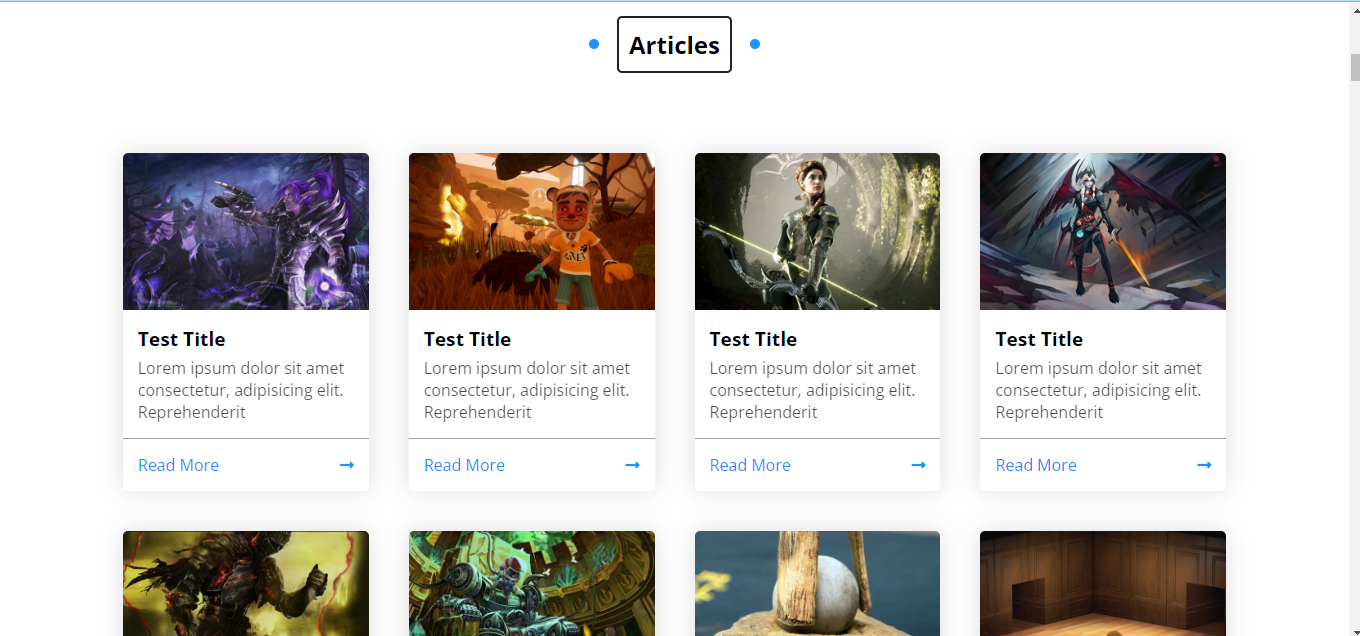 Articles
Test Title
Lorem ipsum dolor sit amet
consectetur, adipisicing elit.
Reprehenderit
Read More
Test Title
Lorem ipsum dolor sit amet
consectetur, adipisicing elit.
Reprehenderit
Read More
Test Title
Lorem ipsum dolor sit amet
consectetur, adipisicing elit.
Reprehenderit
Read More
Test Title
Lorem ipsum dolor sit amet
consectetur, adipisicing elit.
Reprehenderit
Read More